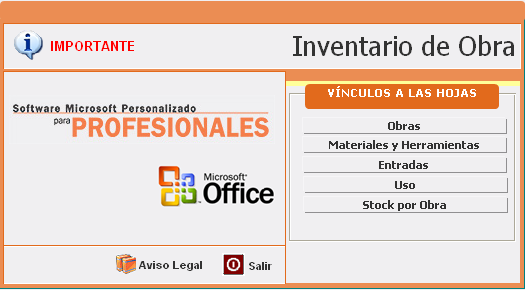 IMPORTANTE
Inventario de Obra
Software Microsoft Personalizado
para PROFESIONALES
Microsoft
Office
Aviso Legal
Salir
VÍNCULOS A LAS HOJAS
Obras
Materiales y Herramientas
Entradas
Uso
Stock por Obra